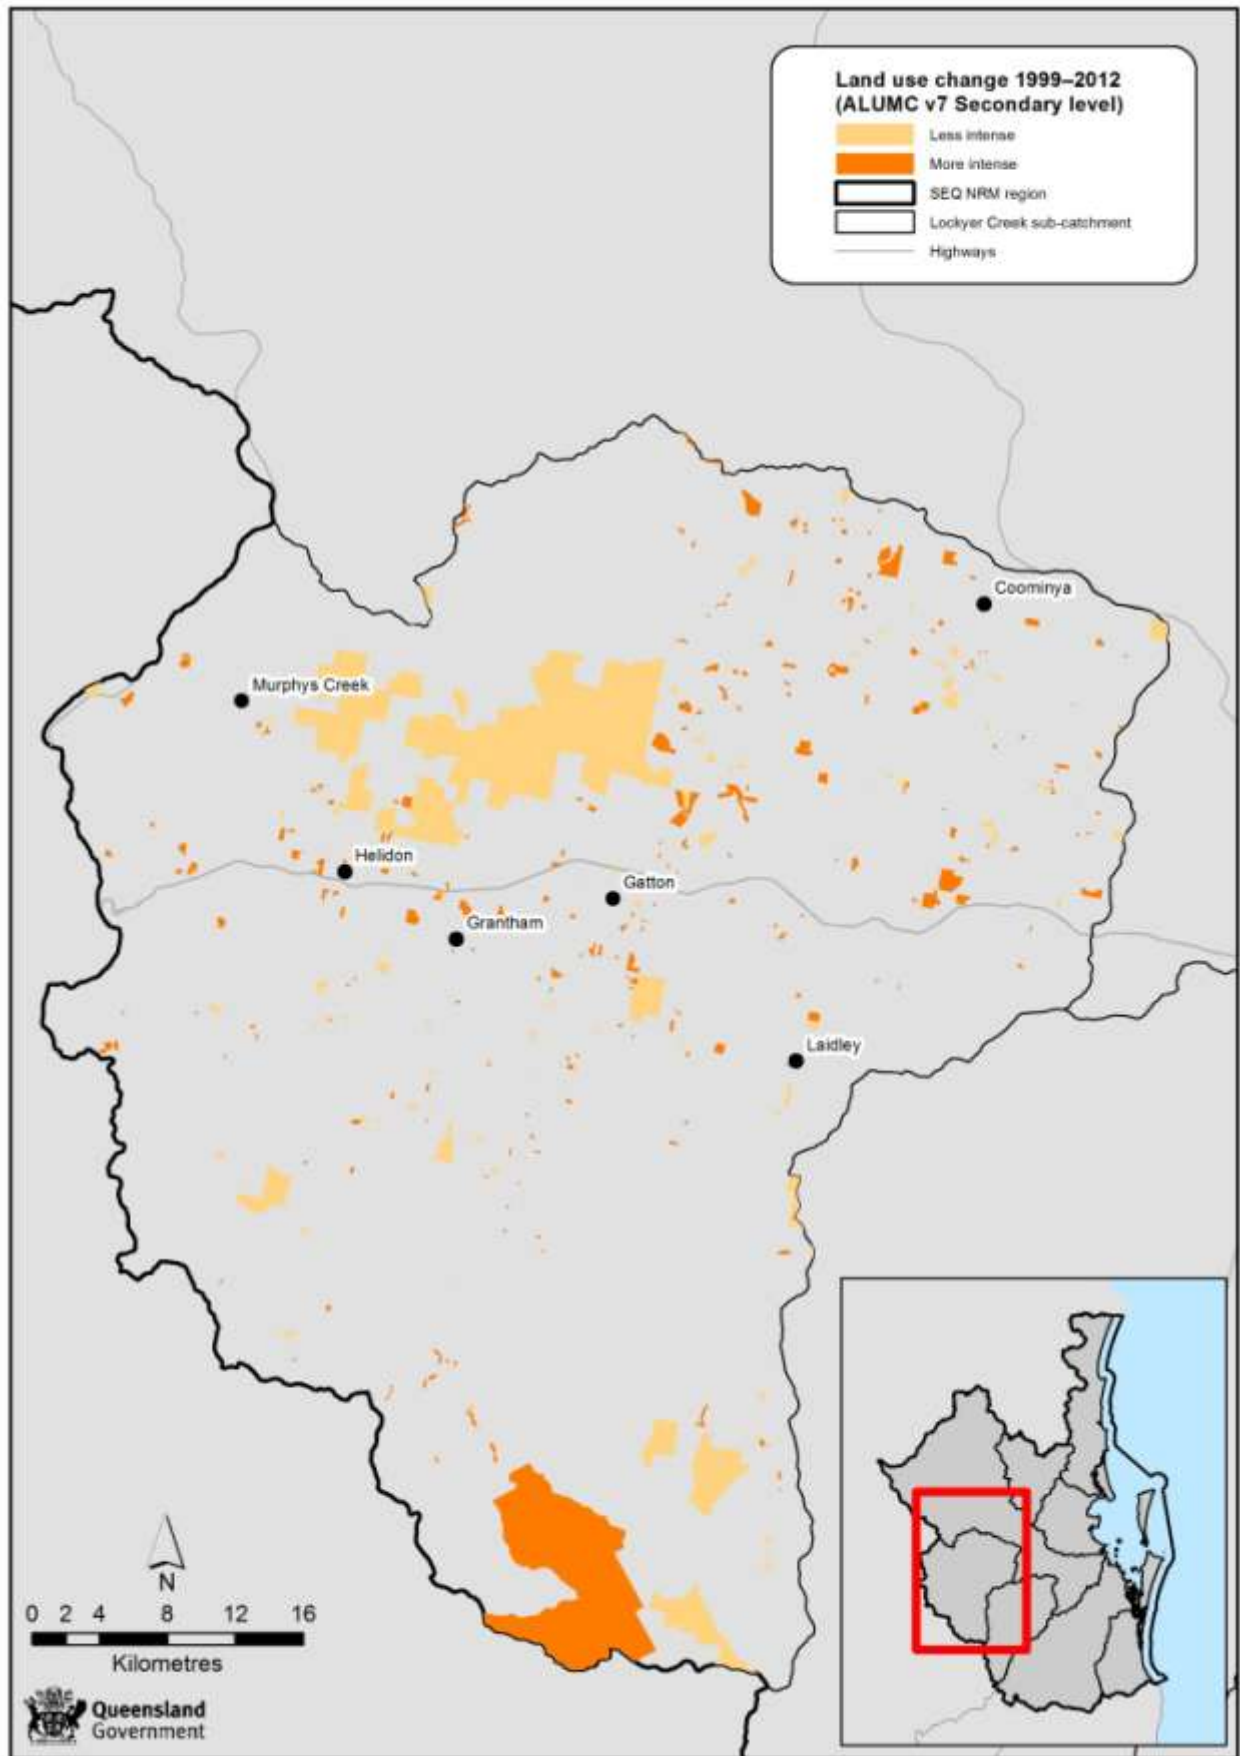 Land use change 1999–2012
(ALUMC v7 Secondary level)
Less intense
More intense
SEQ NRM region
Lockyer Creek sub-catchment
Highways
Coominya
Murphys Creek
Helidon
Gatton
Grantham
Laidley
N
0 2 4 8 12 16
Kilometres
Queensland
Government